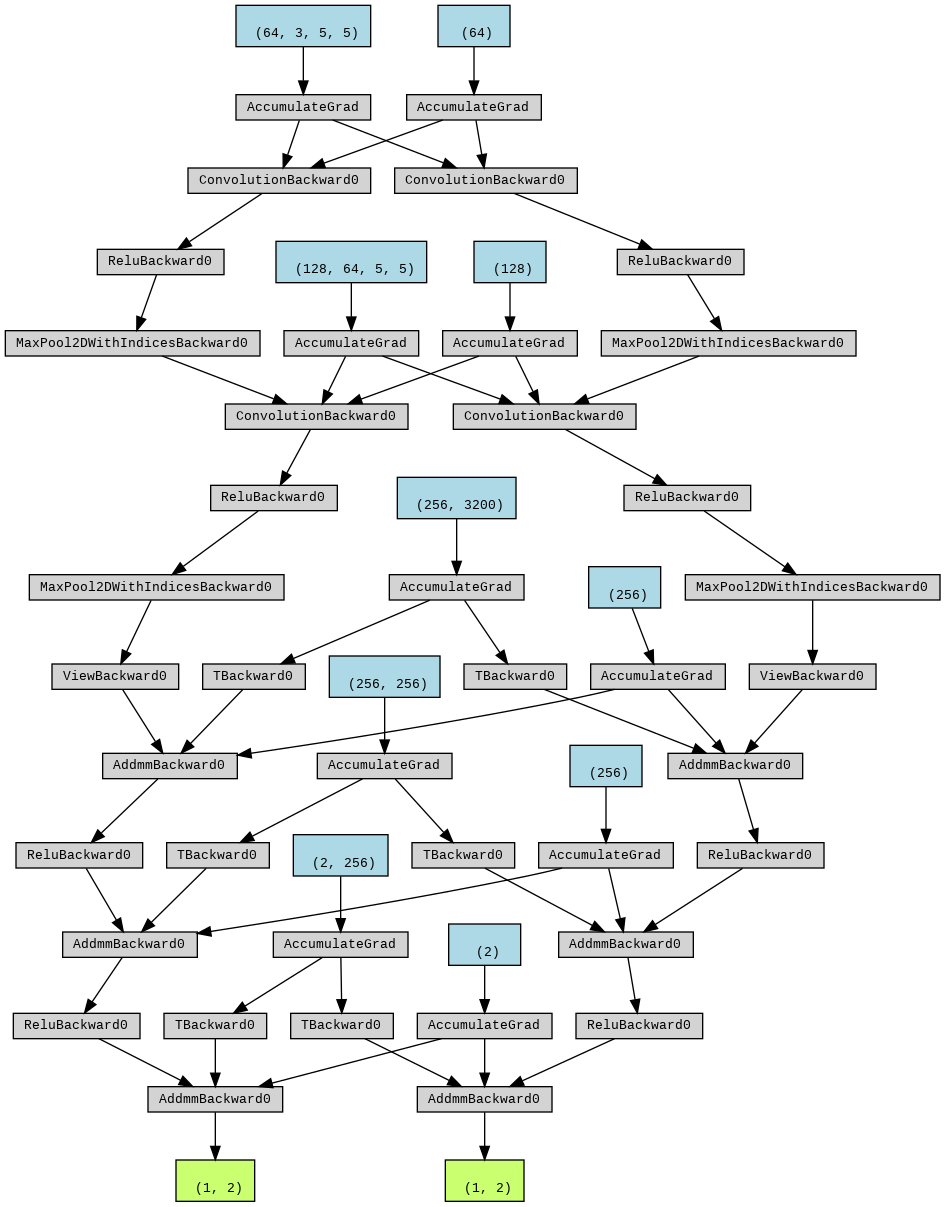 (64, 3, 5, 5)
(64)
AccumulateGrad
AccumulateGrad
ConvolutionBackward0
ConvolutionBackward0
ReluBackward0
(128, 64, 5, 5)
(128)
ReluBackward0
MaxPool2DWithIndicesBackward0
AccumulateGrad
AccumulateGrad
MaxPool2DWithIndicesBackward0
ConvolutionBackward0
ConvolutionBackward0
ReluBackward0
(256, 3200)
ReluBackward0
MaxPool2DWithIndicesBackward0
AccumulateGrad
(256)
MaxPool2DWithIndicesBackward0
ViewBackward0
TBackward0
(256, 256)
TBackward0
AccumulateGrad
ViewBackward0
AddmmBackward0
AccumulateGrad
(256)
AddmmBackward0
ReluBackward0
TBackward0
(2, 256)
TBackward0
AccumulateGrad
ReluBackward0
AddmmBackward0
AccumulateGrad
(2)
AddmmBackward0
ReluBackward0
TBackward0
TBackward0
AccumulateGrad
ReluBackward0
AddmmBackward0
AddmmBackward0
(1, 2)
(1, 2)